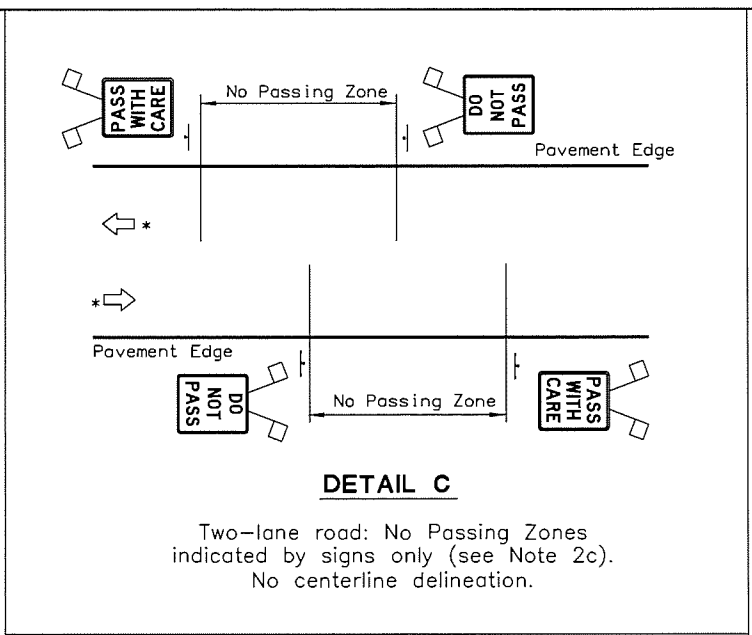 PASS
WITH
CARE
No Passing Zone
DO
NOT
PASS
Pavement Edge
*
*
Pavement Edge
DO
NOT
PASS
No Passing Zone
PASS
WITH
CARE
DETAIL C
Two-lane road: No Passing Zones
indicated by signs only (see Note 2c).
No centerline delineation.